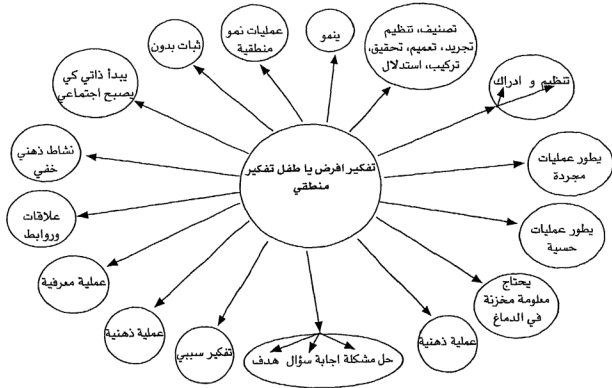 تصنيف، تنظيم
تجريد، تعميم، تحقيق،
تركيب، استدلال
ينمو
عمليات نمو
منطقية
ثبات بدون
يبدأ ذاتي كي
يصبح اجتماعي
تنظيم و ادراك
نشاط ذهني
خفي
تفكير افرض يا طفل تفكير
منطقي
يطور عمليات
مجردة
علاقات
وروابط
يطور عمليات
حسية
عملية معرفية
يحتاج
معلومة مخزنة
في الدماغ
عملية ذهنية
تفكير سببي
حل مشكلة اجابة سؤال هدف
عملية ذهنية